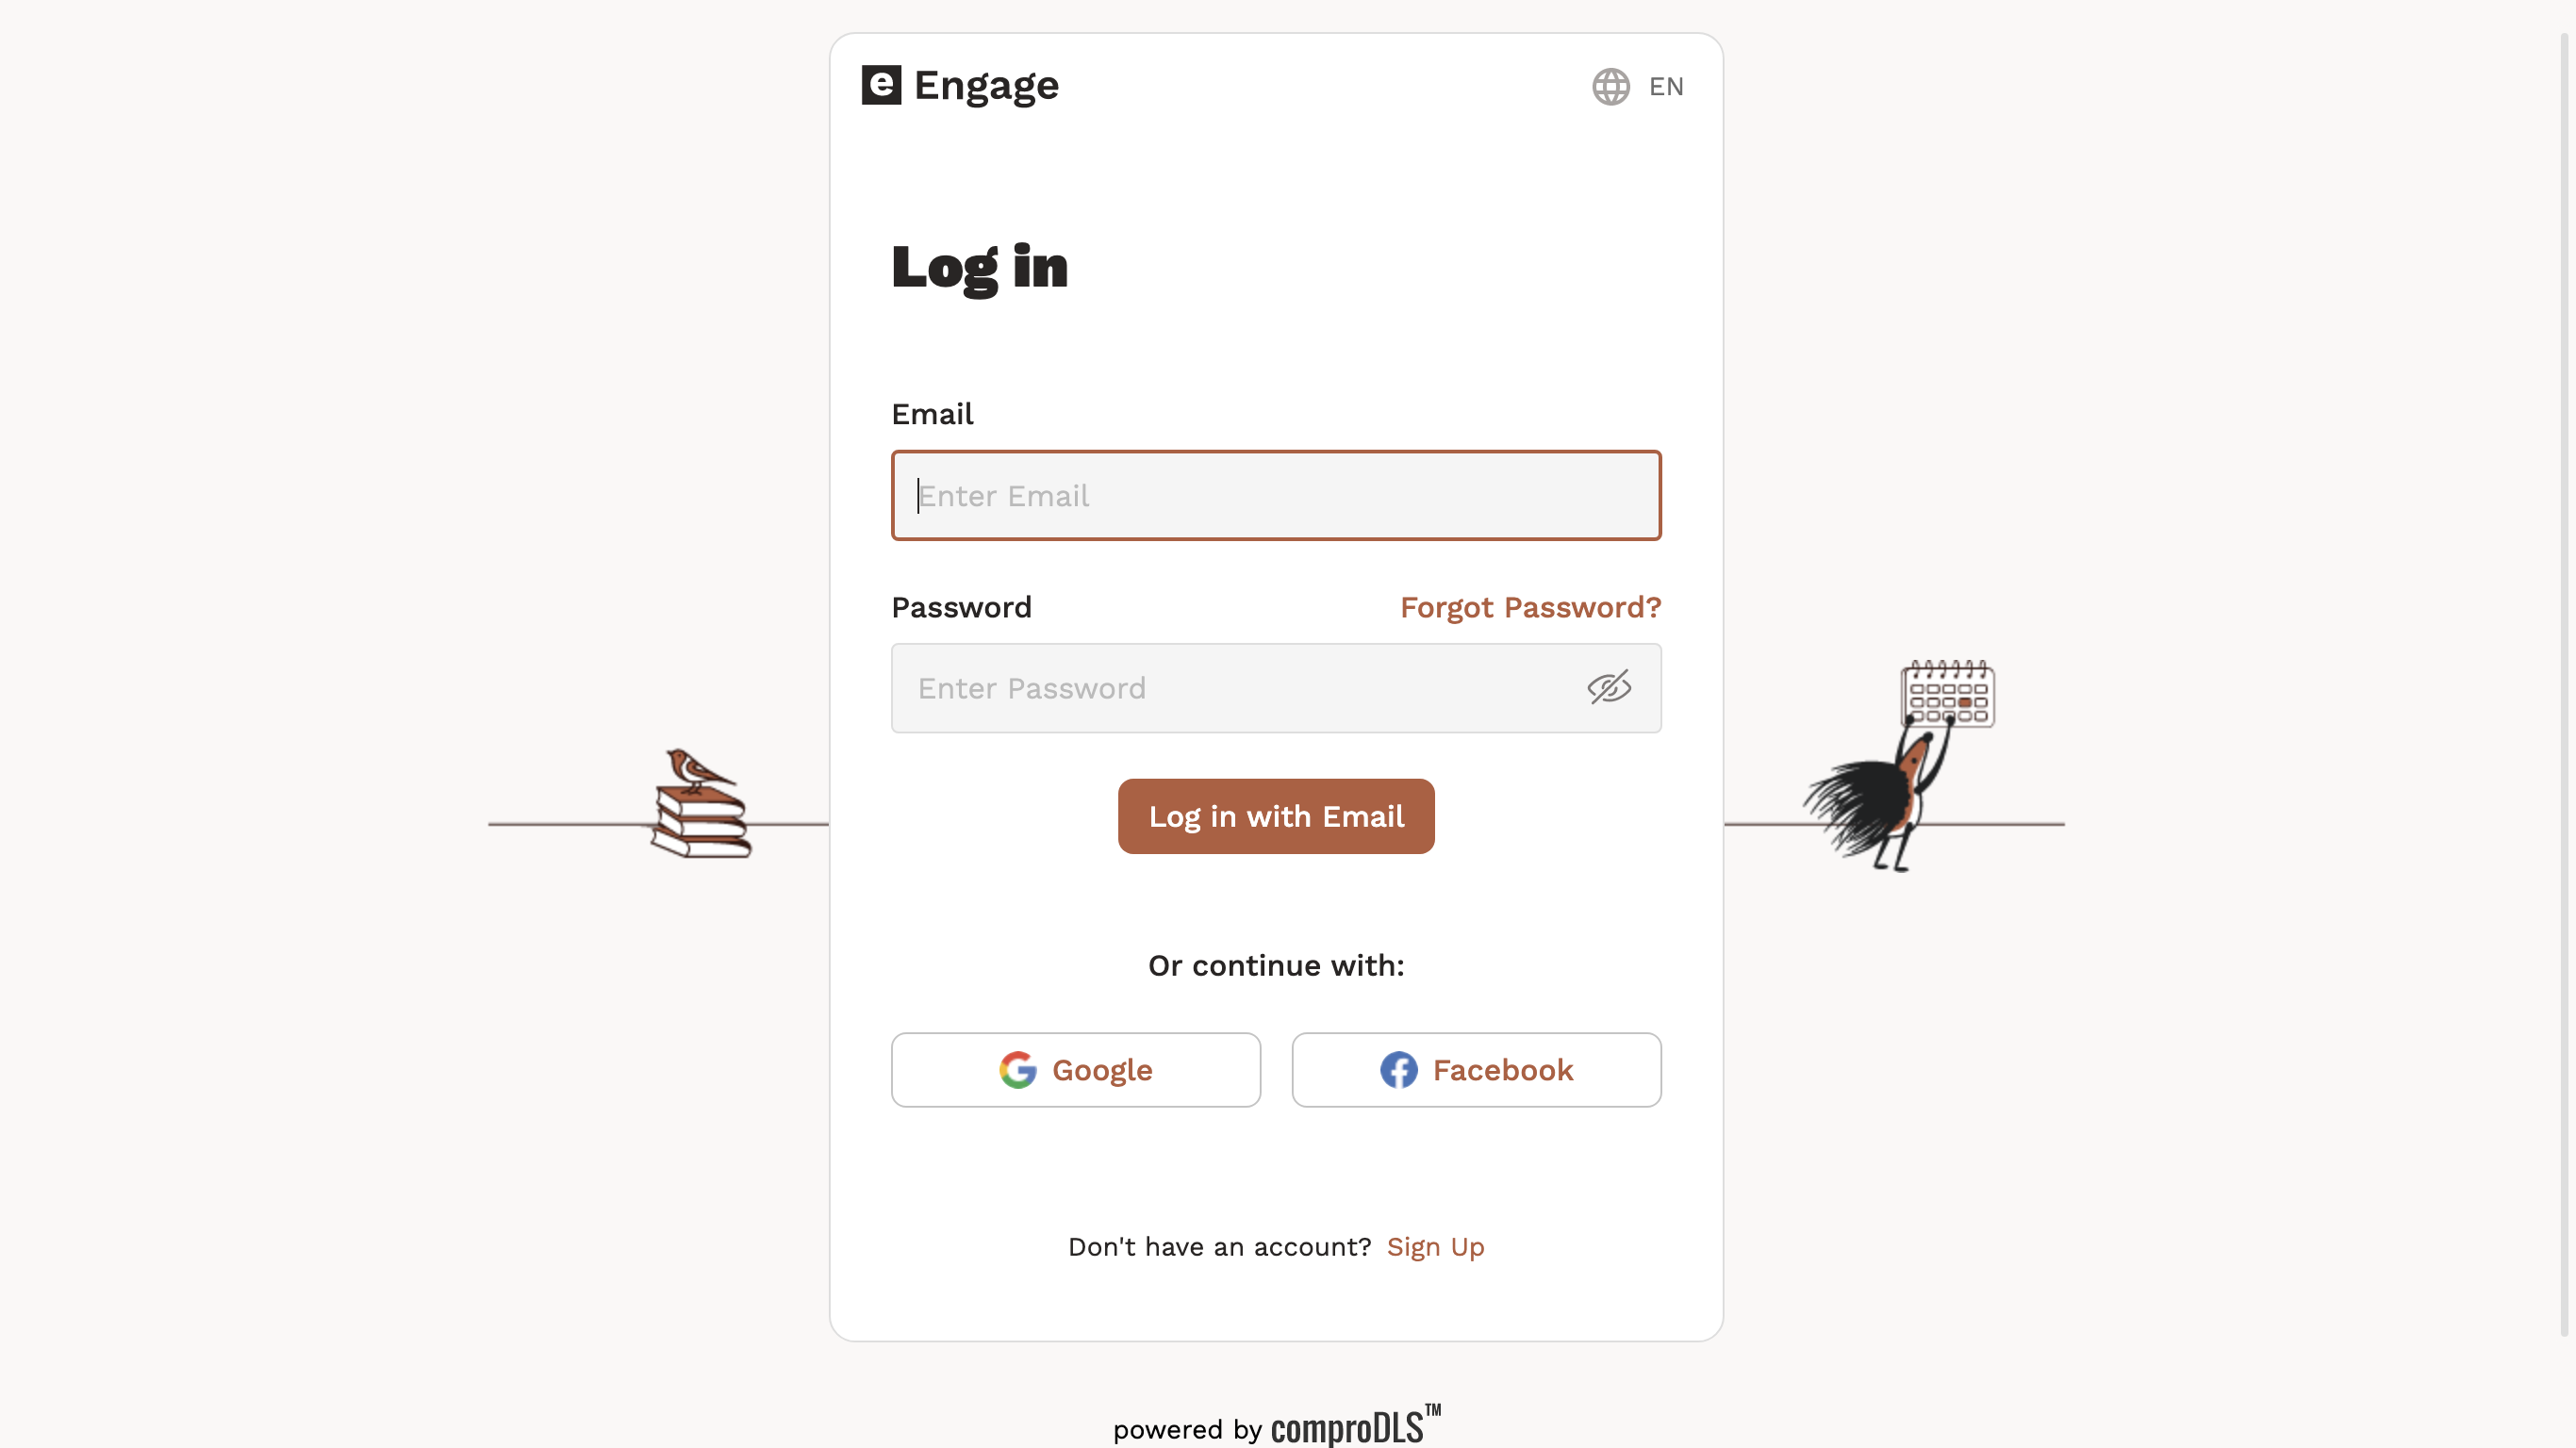 e Engage
EN
Log in
Email
Enter Email
Password
Forgot Password?
Enter Password
Log in with Email
Or continue with:
Google
Facebook
Don't have an account? Sign Up
powered by comproDLS™